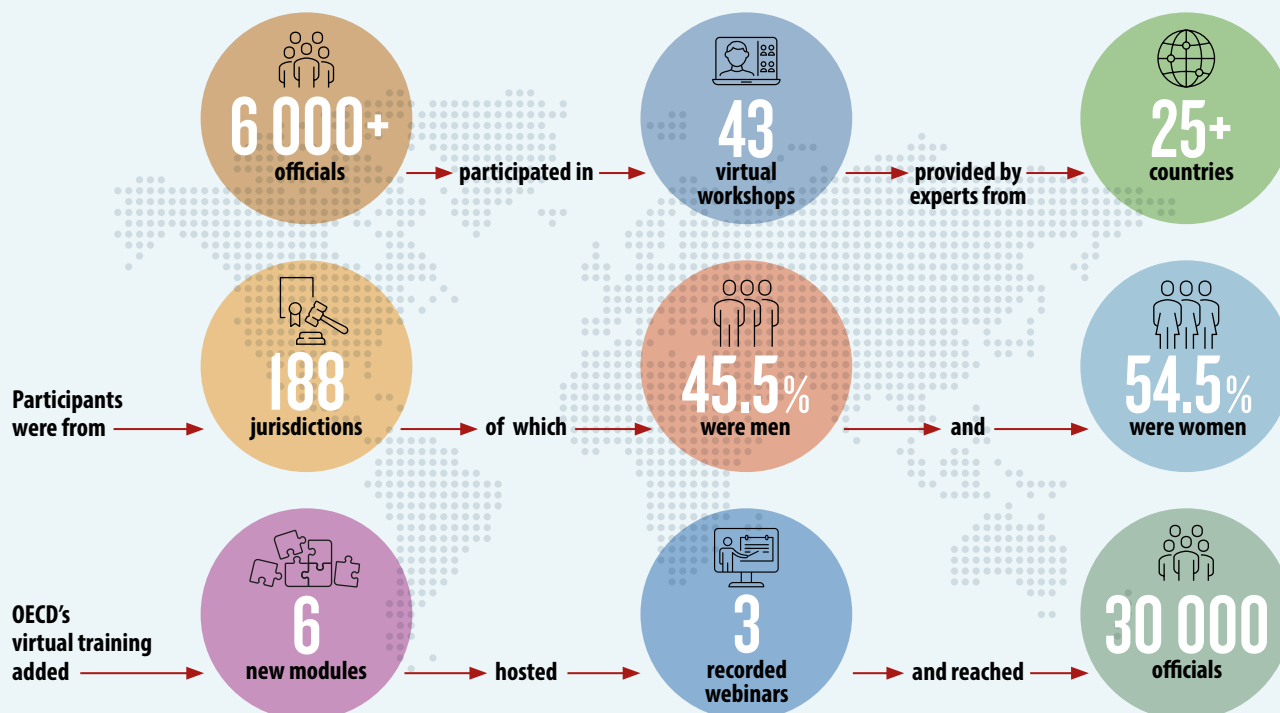 6 000+
officials
participated in
43
virtual
workshops
provided by
experts from
25+
countries
Participants
were from
188
jurisdictions
of which
45.5%
were men
and
54.5%
were women
OECD's
virtual training
added
6
new modules
hosted
3
recorded
webinars
and reached
30 000
officials